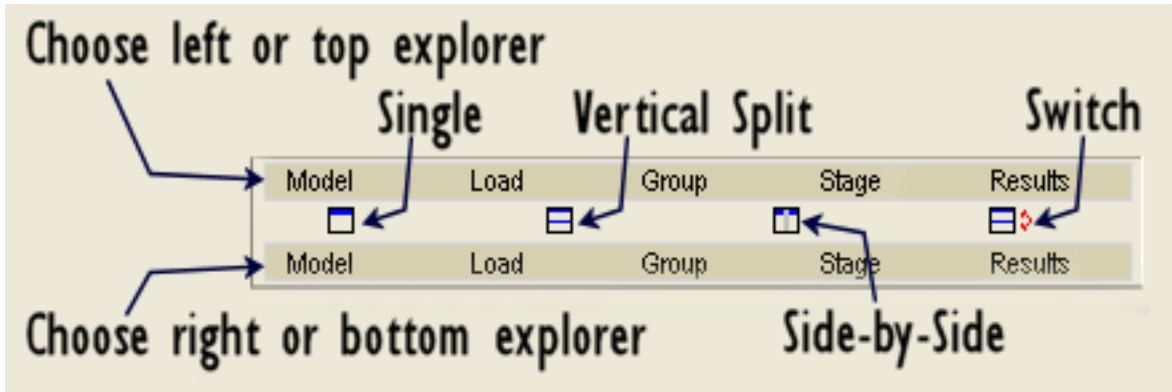 Choose left or top explorer
Single Vertical Split Switch
Model Load Group Stage Results
Model Load Group Stage Results
Choose right or bottom explorer Side-by-Side